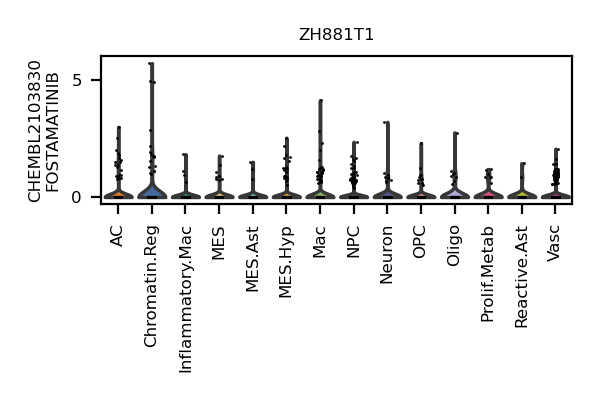 ZH881T1
CHEMBL2103830
FOSTAMATINIB
5
0
AC
Chromatin.Reg
Inflammatory.Mac
MES
MES.Ast
MES.Hyp
Mac
NPC
Neuron
OPC
Oligo
Prolif.Metab
Reactive.Ast
Vasc